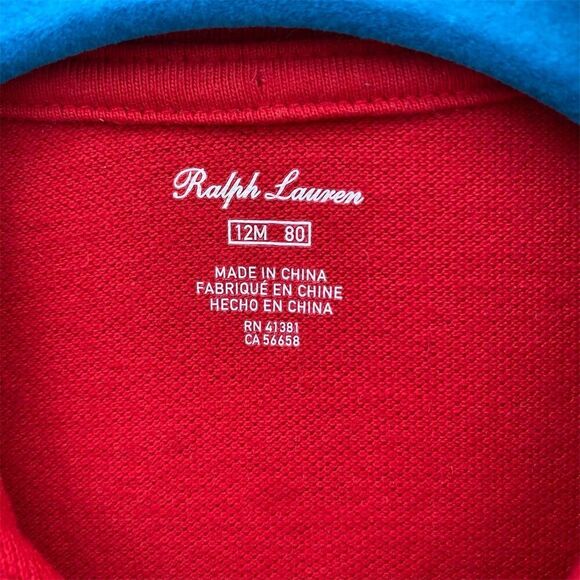 Ralph Lauren
12M 80
MADE IN CHINA
FABRIQUÉ EN CHINE
HECHO EN CHINA
RN 41381
CA 56658